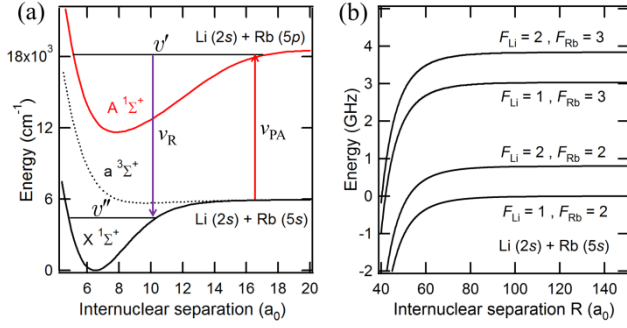 (a)
Li (2s) + Rb (5p)
18x10³
v'
A ¹Σ⁺
12
ν_R
ν_PA
a ³Σ⁺
6
v''
Li (2s) + Rb (5s)
X ¹Σ⁺
0
Energy (cm⁻¹)
4 6 8 10 12 14 16 18 20
Internuclear separation (a₀)
(b)
F_Li = 2 , F_Rb = 3
F_Li = 1 , F_Rb = 3
F_Li = 2 , F_Rb = 2
F_Li = 1 , F_Rb = 2
Li (2s) + Rb (5s)
4
3
2
1
0
-1
-2
Energy (GHz)
40 60 80 100 120 140
Internuclear separation R (a₀)